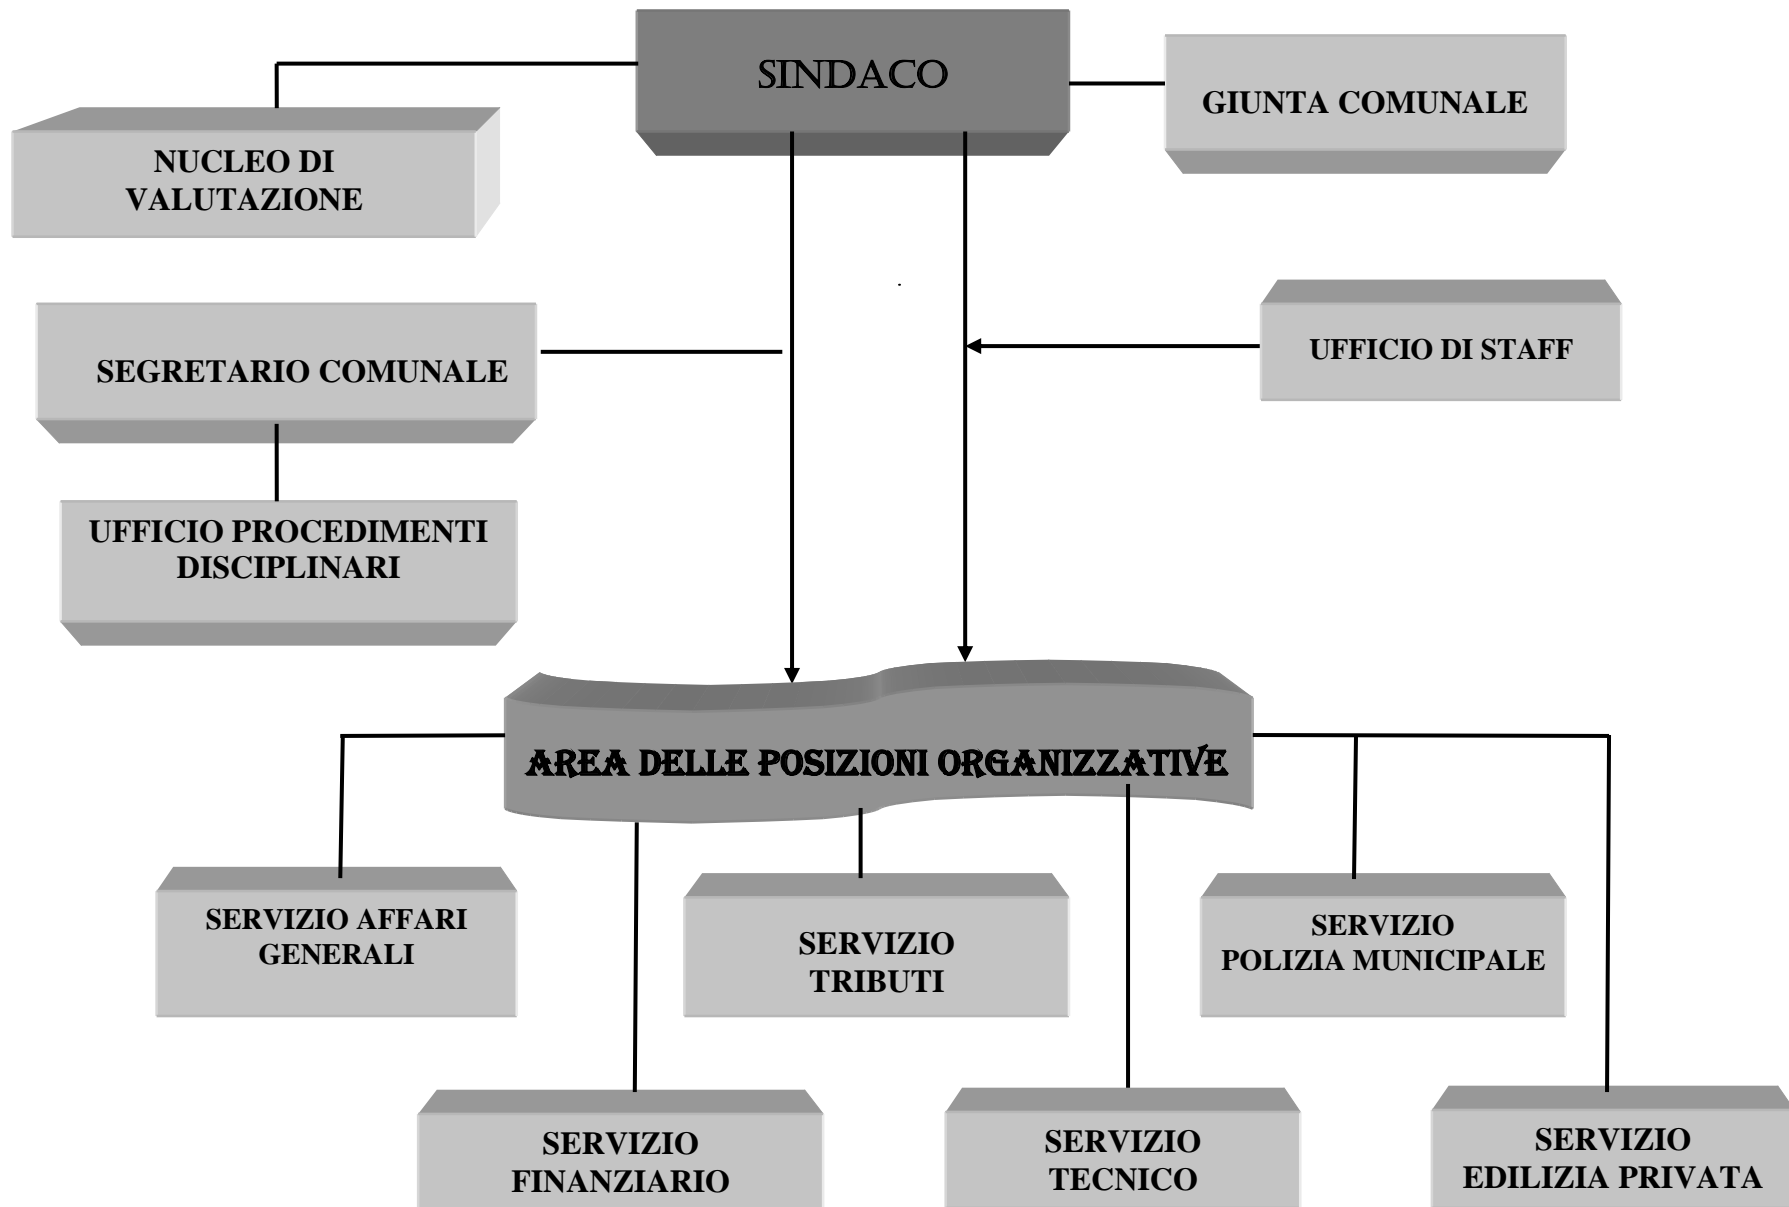 SINDACO
GIUNTA COMUNALE
NUCLEO DI
VALUTAZIONE
UFFICIO DI STAFF
SEGRETARIO COMUNALE
UFFICIO PROCEDIMENTI
DISCIPLINARI
AREA DELLE POSIZIONI ORGANIZZATIVE
SERVIZIO AFFARI
GENERALI
SERVIZIO
TRIBUTI
SERVIZIO
POLIZIA MUNICIPALE
SERVIZIO
FINANZIARIO
SERVIZIO
TECNICO
SERVIZIO
EDILIZIA PRIVATA